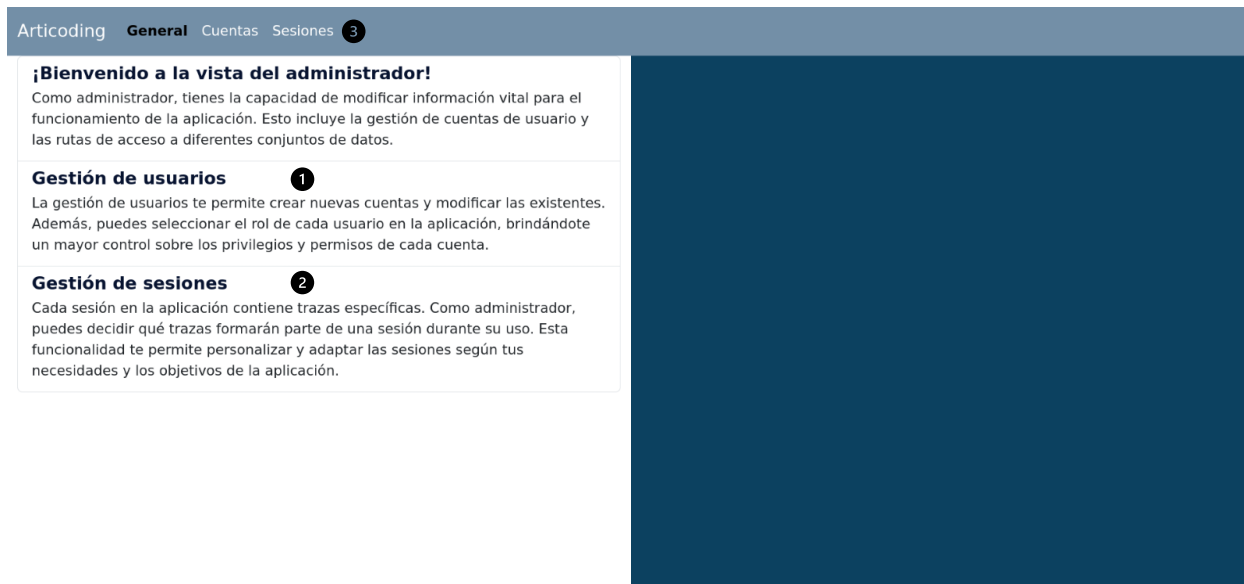 Articoding General Cuentas Sesiones 3
¡Bienvenido a la vista del administrador!
Como administrador, tienes la capacidad de modificar información vital para el
funcionamiento de la aplicación. Esto incluye la gestión de cuentas de usuario y
las rutas de acceso a diferentes conjuntos de datos.
Gestión de usuarios 1
La gestión de usuarios te permite crear nuevas cuentas y modificar las existentes.
Además, puedes seleccionar el rol de cada usuario en la aplicación, brindándote
un mayor control sobre los privilegios y permisos de cada cuenta.
Gestión de sesiones 2
Cada sesión en la aplicación contiene trazas específicas. Como administrador,
puedes decidir qué trazas formarán parte de una sesión durante su uso. Esta
funcionalidad te permite personalizar y adaptar las sesiones según tus
necesidades y los objetivos de la aplicación.